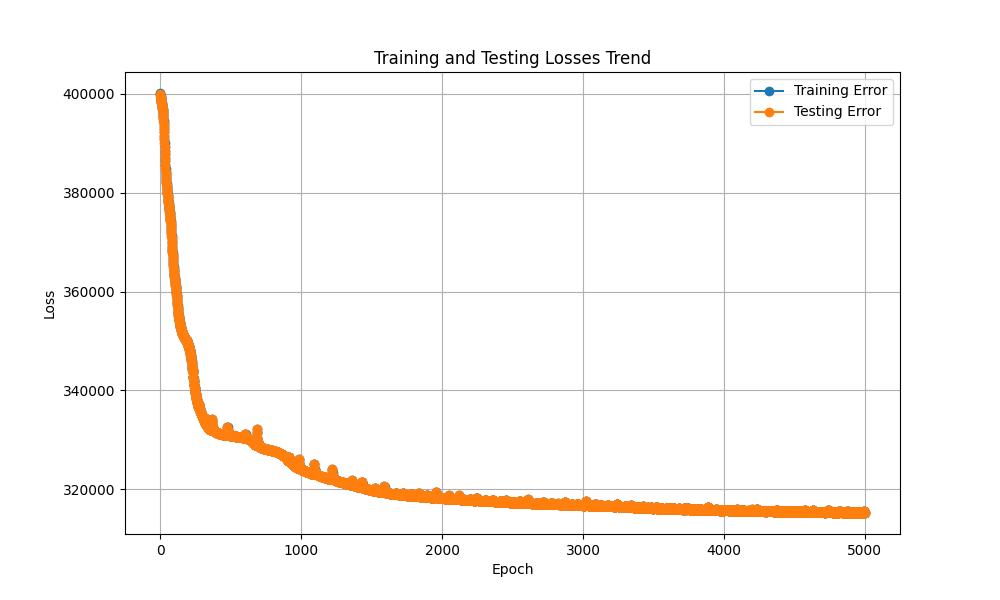 Training and Testing Losses Trend
Training Error
Testing Error
400000
380000
360000
340000
320000
Loss
0
1000
2000
3000
4000
5000
Epoch